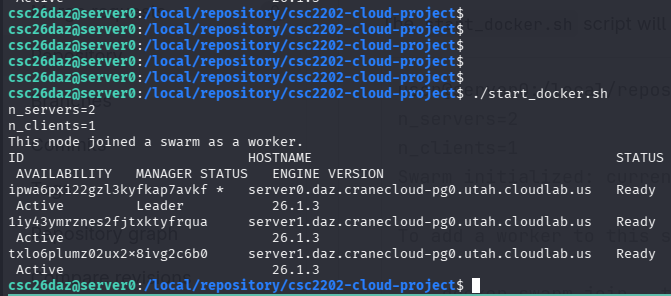 Active 26.1.3
csc26daz@server0:/local/repository/csc2202-cloud-project$
csc26daz@server0:/local/repository/csc2202-cloud-project$
csc26daz@server0:/local/repository/csc2202-cloud-project$
csc26daz@server0:/local/repository/csc2202-cloud-project$
csc26daz@server0:/local/repository/csc2202-cloud-project$
csc26daz@server0:/local/repository/csc2202-cloud-project$ ./start_docker.sh
n_servers=2
n_clients=1
This node joined a swarm as a worker.
ID HOSTNAME STATUS
AVAILABILITY MANAGER STATUS ENGINE VERSION
ipwa6pxi22gzl3kyfkap7avkf * server0.daz.cranecloud-pg0.utah.cloudlab.us Ready
Active Leader 26.1.3
1iy43ymrznes2fjtxktyfrqua server1.daz.cranecloud-pg0.utah.cloudlab.us Ready
Active 26.1.3
txlo6plumz02ux2x8ivg2c6b0 server1.daz.cranecloud-pg0.utah.cloudlab.us Ready
Active 26.1.3
csc26daz@server0:/local/repository/csc2202-cloud-project$